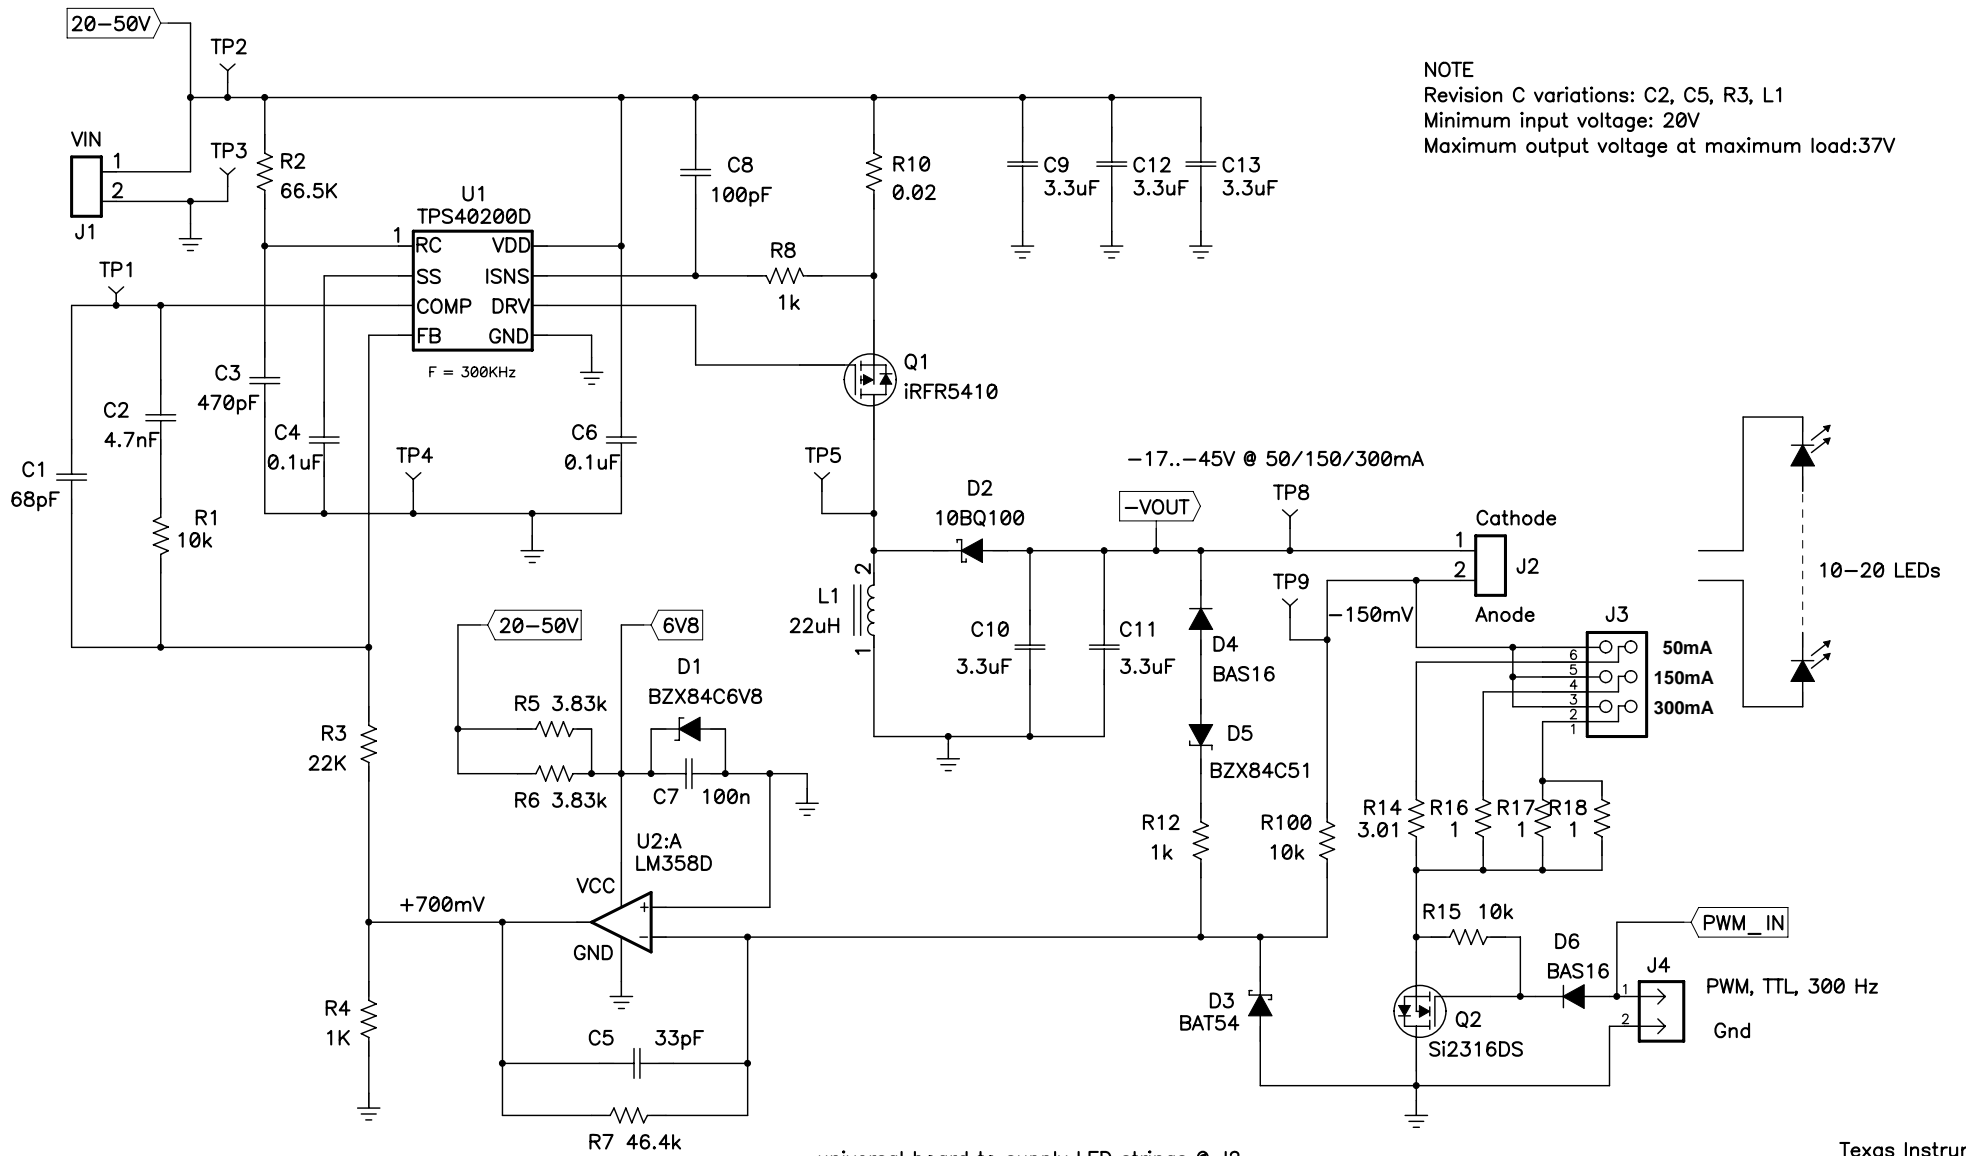 20-50V
TP2
NOTE
Revision C variations: C2, C5, R3, L1
Minimum input voltage: 20V
Maximum output voltage at maximum load:37V
VIN
1
2
J1
TP3
R2
66.5K
C8
100pF
R10
0.02
C9
3.3uF
C12
3.3uF
C13
3.3uF
U1
TPS40200D
1
RC
SS
COMP
FB
VDD
ISNS
DRV
GND
F = 300KHz
R8
1k
TP1
Q1
iRFR5410
C3
470pF
C2
4.7nF
C4
0.1uF
C6
0.1uF
C1
68pF
R1
10k
TP4
TP5
-17..-45V @ 50/150/300mA
D2
10BQ100
-VOUT
TP8
Cathode
1
2
J2
Anode
TP9
-150mV
10-20 LEDs
L1
22uH
2
1
C10
3.3uF
C11
3.3uF
D4
BAS16
D5
BZX84C51
J3
6
5
4
3
2
1
50mA
150mA
300mA
20-50V
6V8
D1
BZX84C6V8
R5 3.83k
R6 3.83k
C7
100n
R3
22K
R12
1k
R100
10k
R14
3.01
R16
1
R17
1
R18
1
U2:A
LM358D
VCC
GND
+
-
+700mV
R15 10k
PWM_IN
D6
BAS16
J4
1
2
PWM, TTL, 300 Hz
Gnd
Q2
Si2316DS
D3
BAT54
R4
1K
C5
33pF
R7 46.4k
universal board to supply LED strings @ J2
Texas Instrum